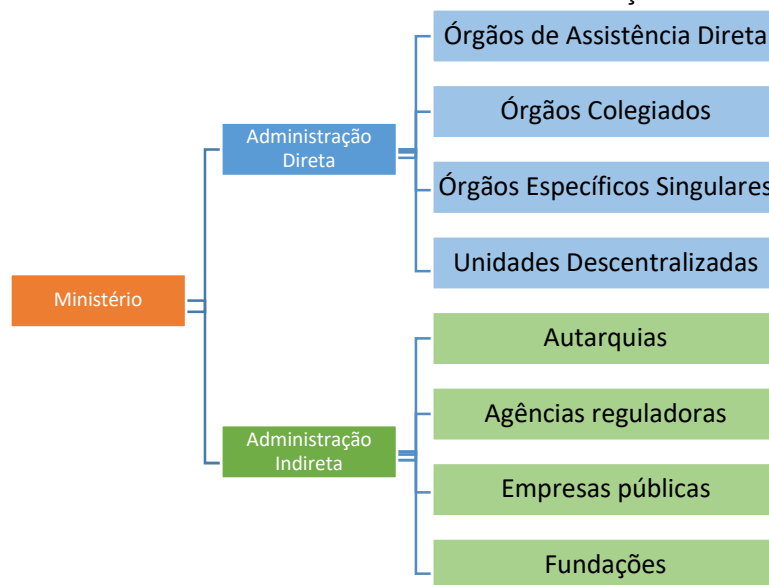 Órgãos de Assistência Direta
Órgãos Colegiados
Administração
Direta
Órgãos Específicos Singulares
Unidades Descentralizadas
Ministério
Autarquias
Agências reguladoras
Administração
Indireta
Empresas públicas
Fundações